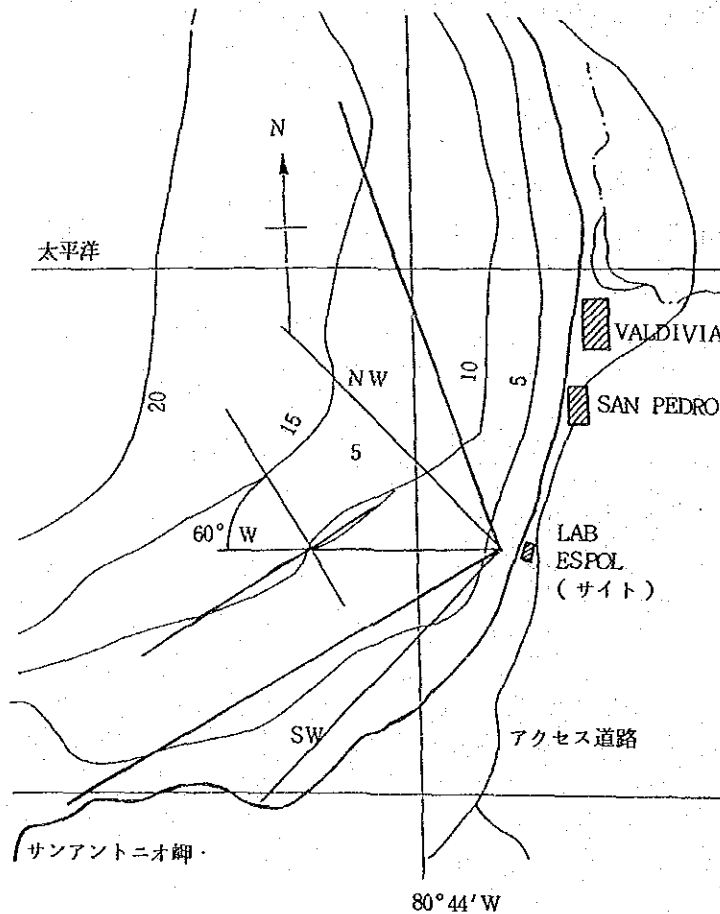 N
太平洋
VALDIVIA
NW
10
5
20
15
SAN PEDRO
5
60° W
LAB
ESPOL
(サイト)
SW
アクセス道路
サンアントニオ岬
80°44′W